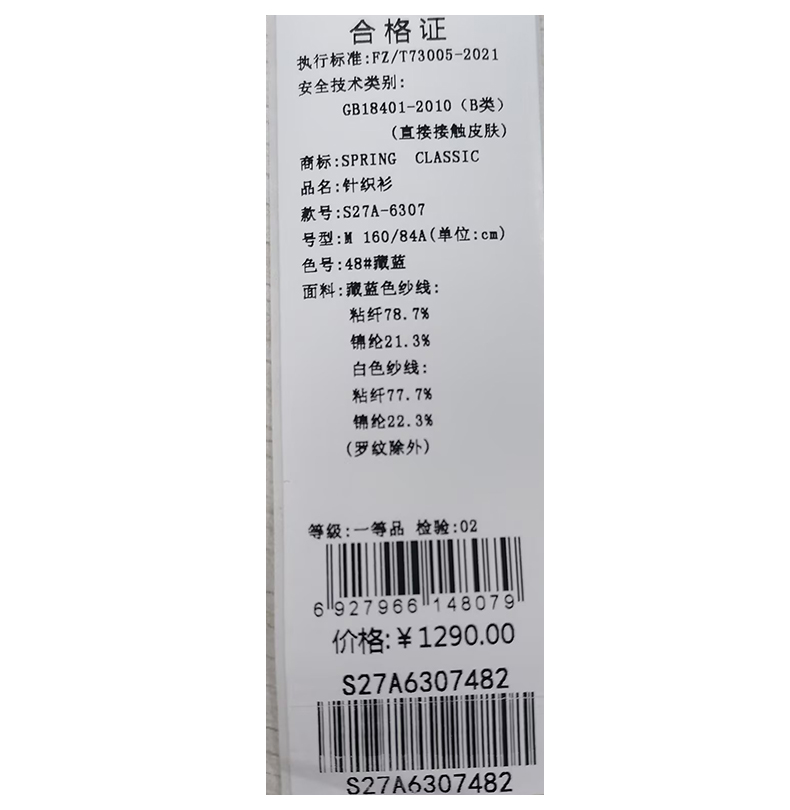 合格证
执行标准:FZ/T73005-2021
安全技术类别:
GB18401-2010（B类）
(直接接触皮肤)
商标:SPRING CLASSIC
品名:针织衫
款号:S27A-6307
号型:M 160/84A(单位:cm)
色号:48#藏蓝
面料:藏蓝色纱线:
粘纤78.7%
锦纶21.3%
白色纱线:
粘纤77.7%
锦纶22.3%
(罗纹除外)
等级:一等品 检验:02
6 927966 148079
价格:￥1290.00
S27A6307482
S27A6307482